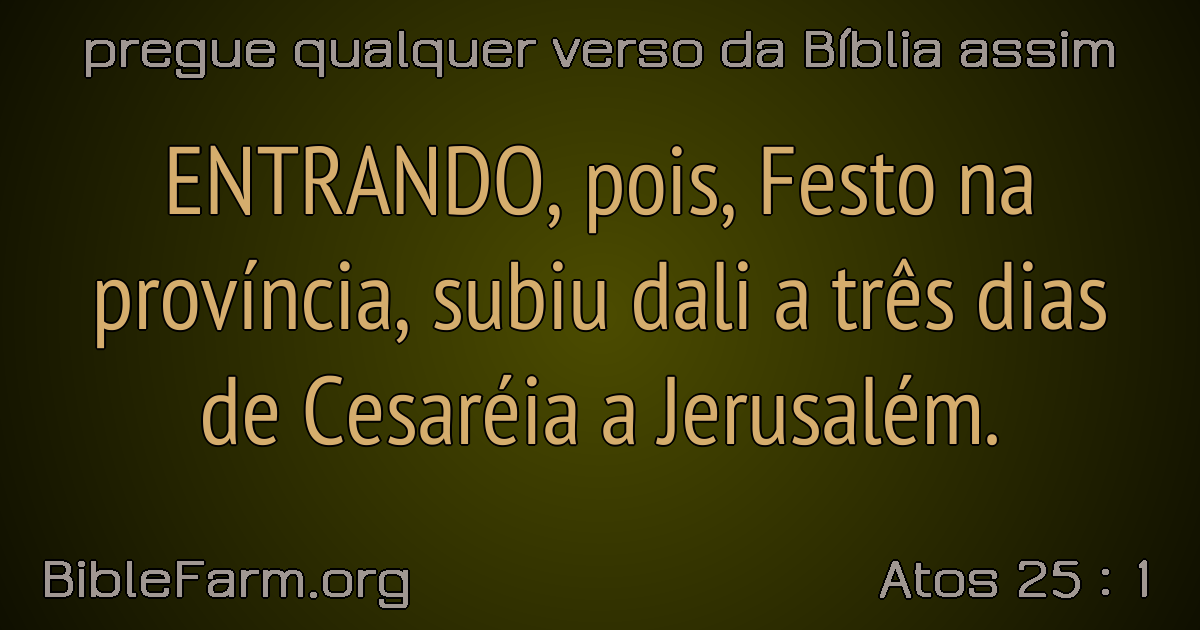 pregue qualquer verso da Bíblia assim
ENTRANDO, pois, Festo na
província, subiu dali a três dias
de Cesaréia a Jerusalém.
BibleFarm.org
Atos 25 : 1